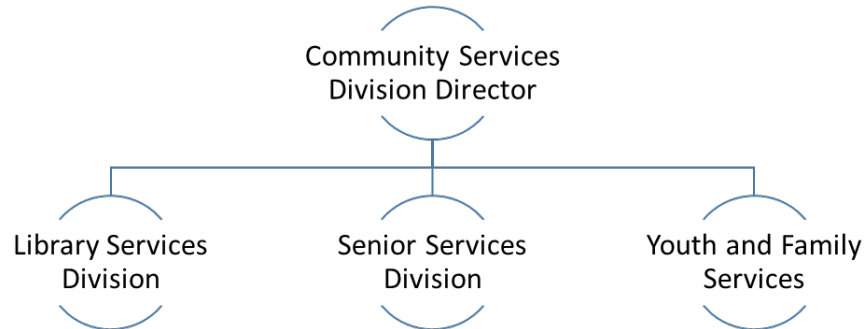 Community Services
Division Director
Library Services
Division
Senior Services
Division
Youth and Family
Services